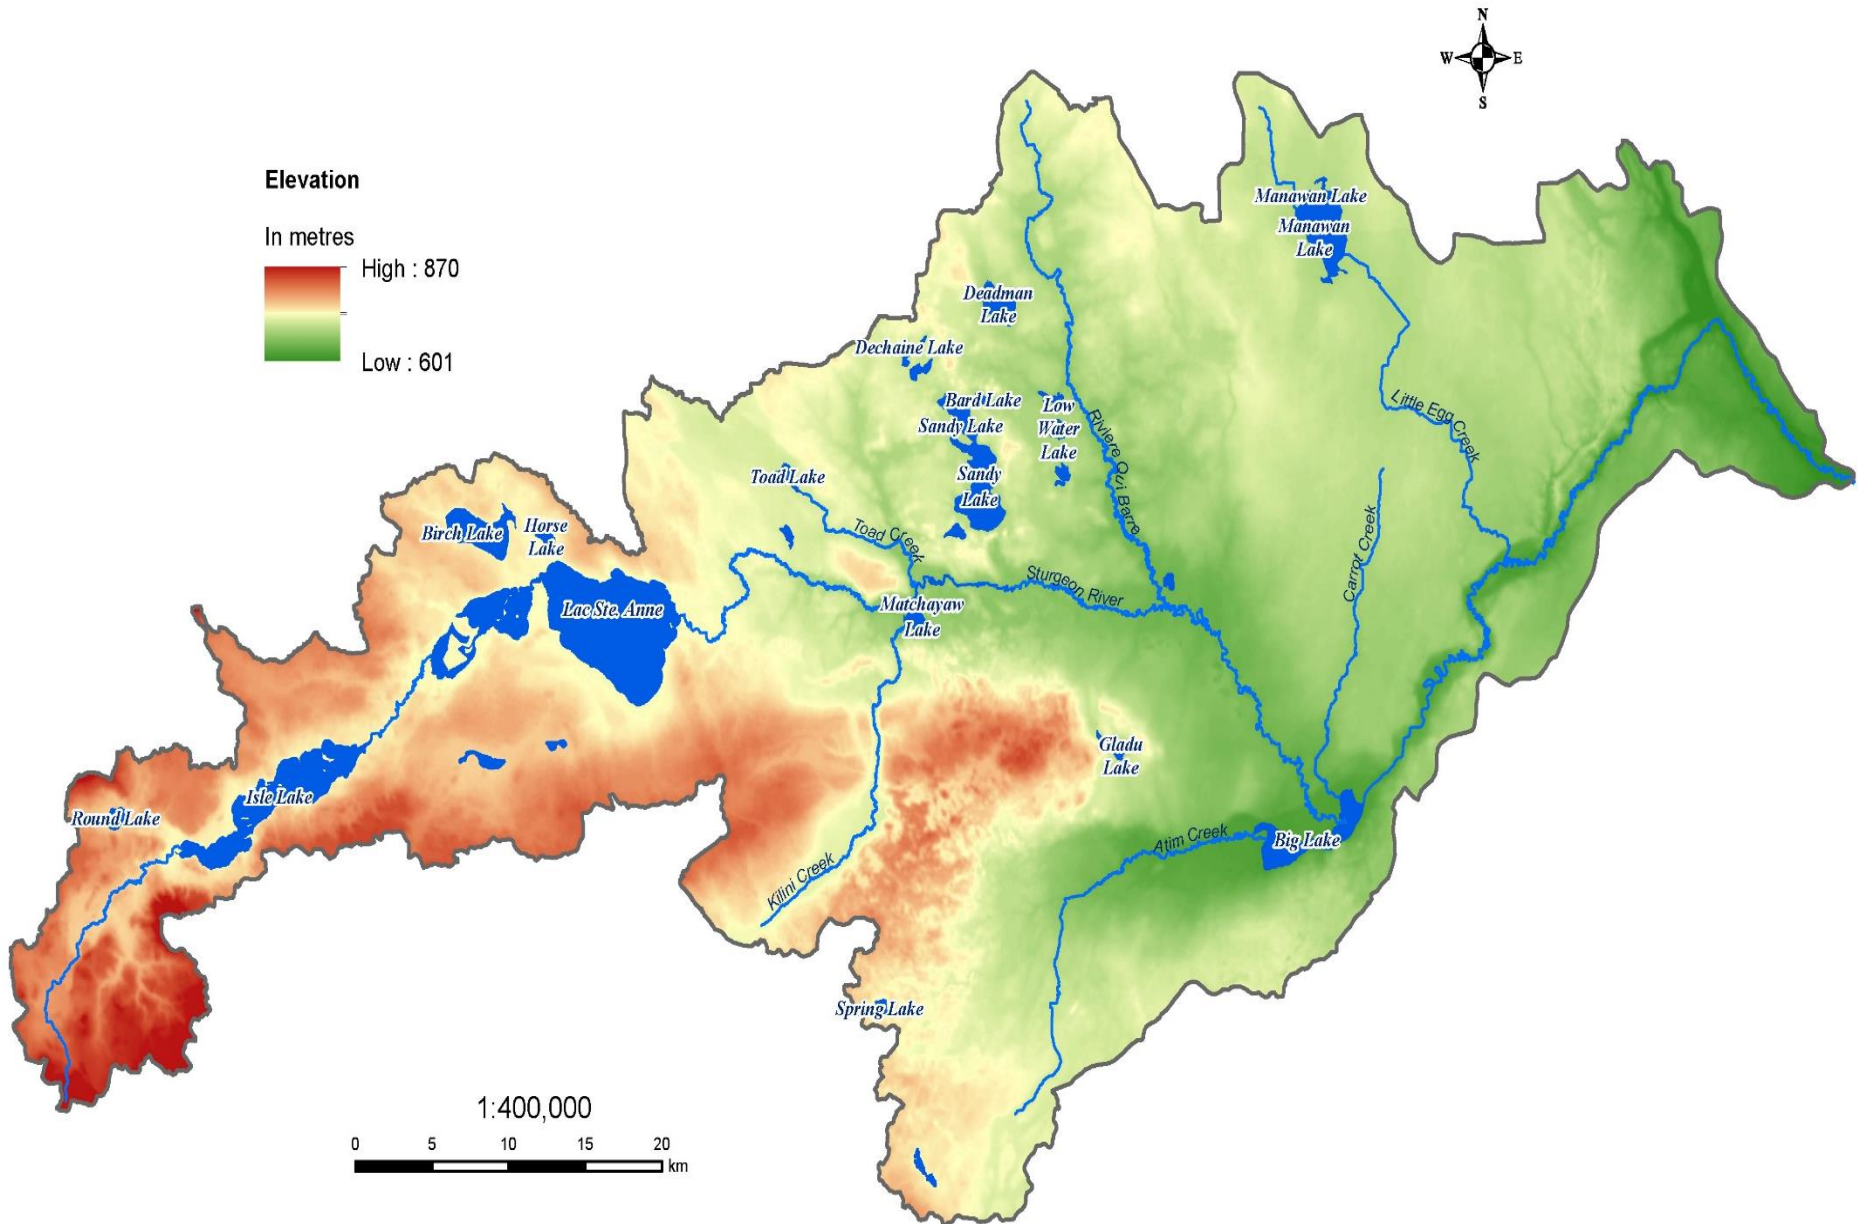 N
W E
S
Elevation
In metres
High : 870
Low : 601
Manawan Lake
Manawan
Lake
Deadman
Lake
Dechaine Lake
Bard Lake
Sandy Lake
Low
Water
Lake
Sandy
Lake
Riviere Qui Barre
Little Egg Creek
Toad Lake
Toad Creek
Carrot Creek
Birch Lake
Horse
Lake
Lac Ste. Anne
Sturgeon River
Matchayaw
Lake
Gladu
Lake
Isle Lake
Round Lake
Kilini Creek
Atim Creek
Big Lake
Spring Lake
1:400,000
0 5 10 15 20
km